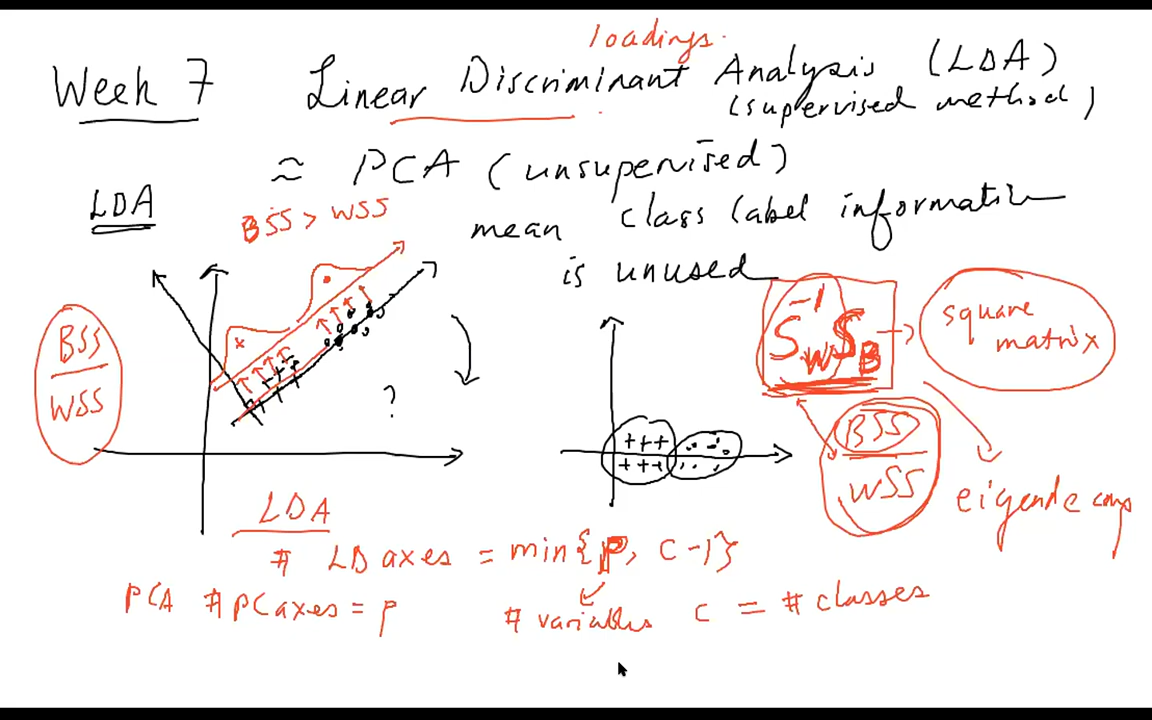 loadings.
Week 7 Linear Discriminant Analysis (LDA)
(supervised method)
≈ PCA (unsupervised)
LDA
BSS > WSS
mean class label information
is unused
BSS
WSS
?
S_W^-1 S_B → square
matrix
BSS
WSS
eigendecomp
LDA
# LD axes = min{p, C-1}
PCA # PC axes = p
# variables C = # classes